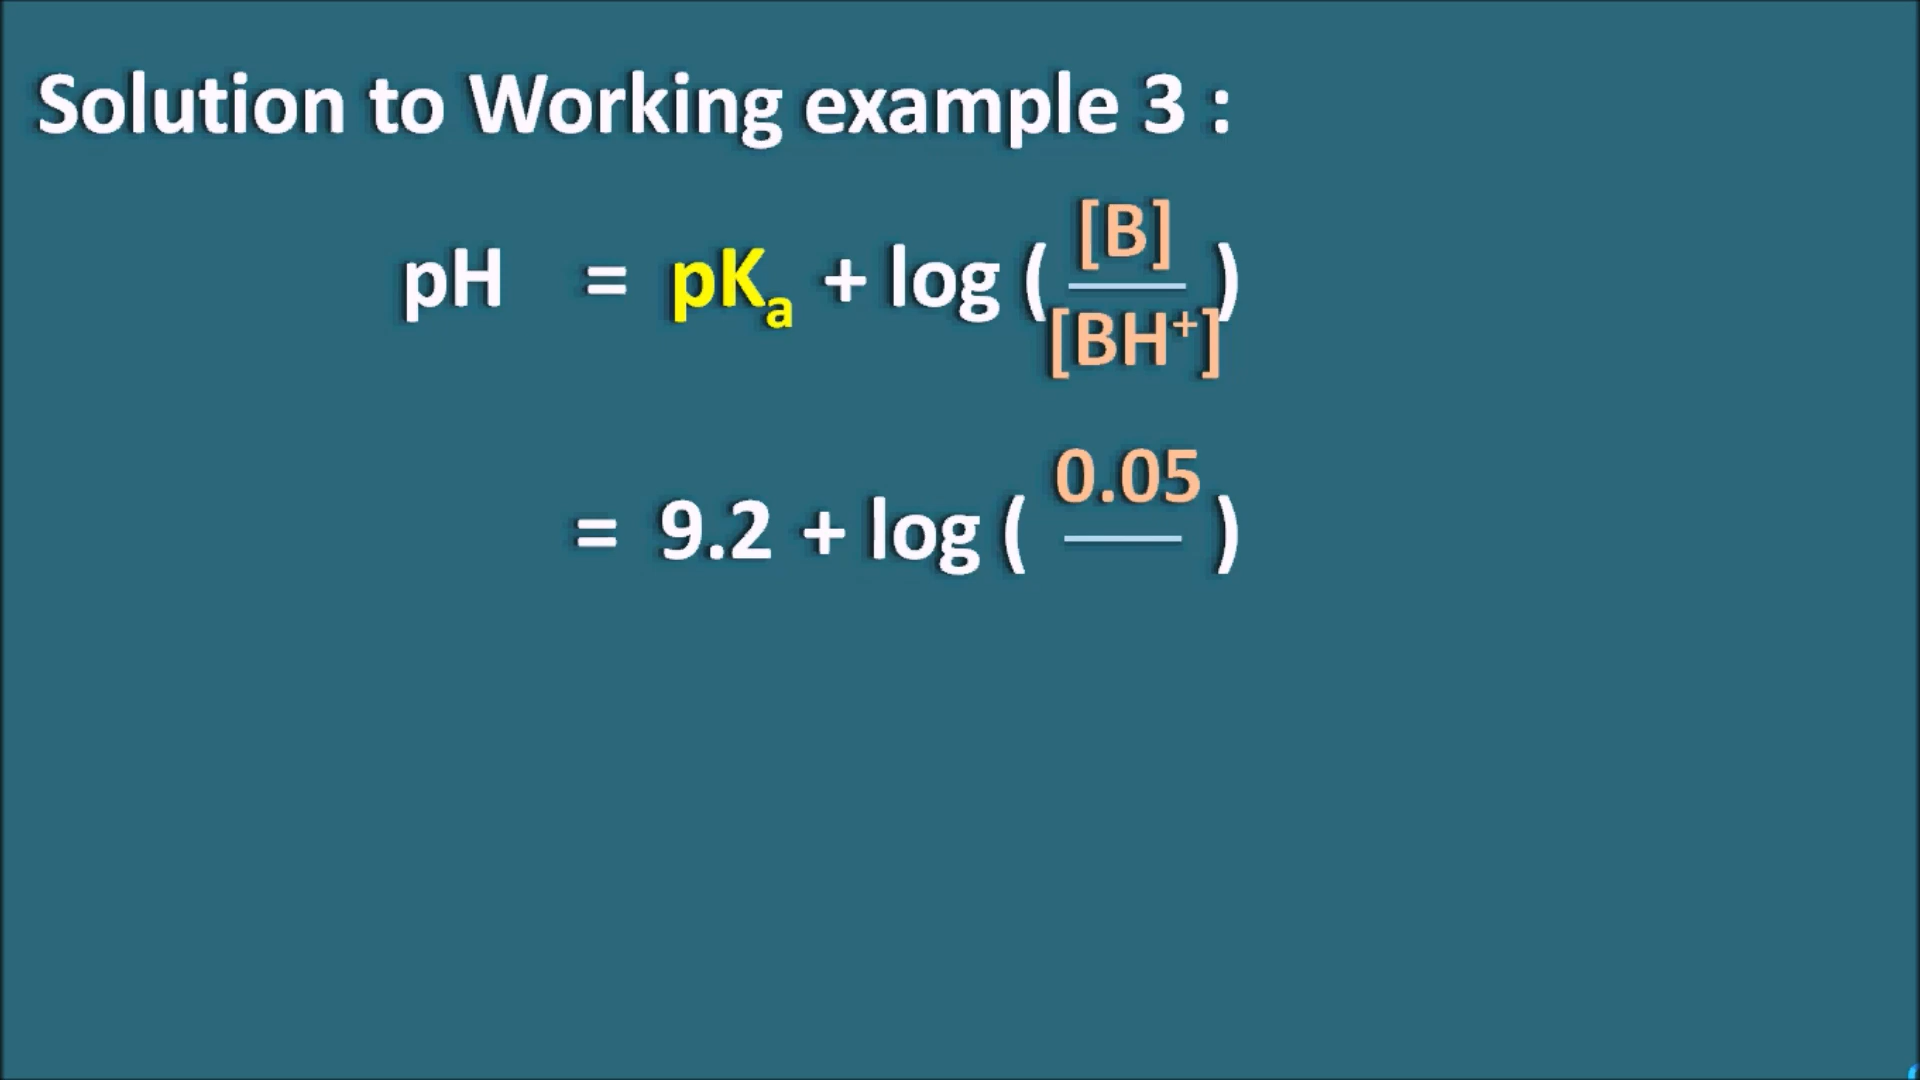 Solution to Working example 3 :
pH = pKa + log ( [B] / [BH⁺] )
= 9.2 + log ( 0.05 / )